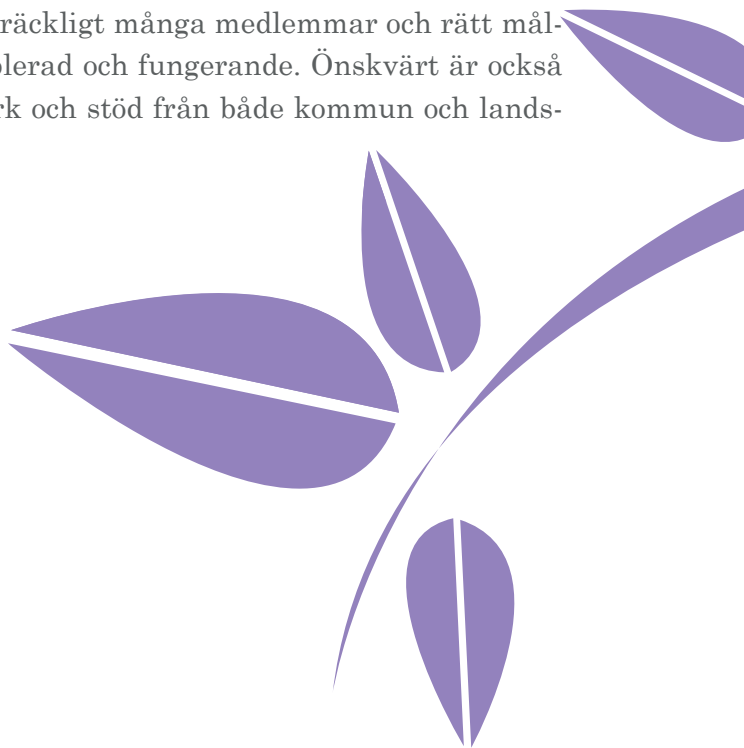 räckligt många medlemmar och rätt mål-
lerad och fungerande. Önskvärt är också
rk och stöd från både kommun och lands-